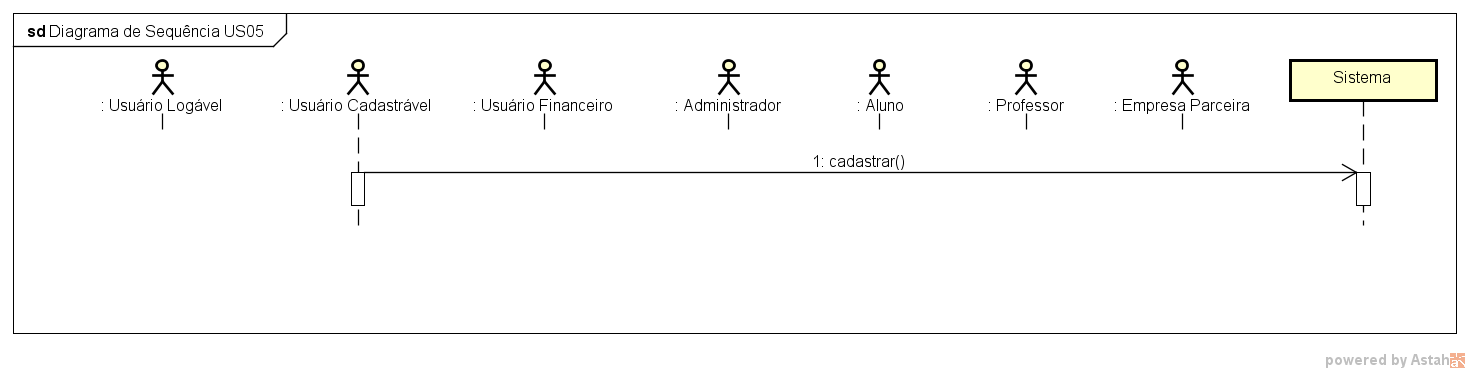 sd Diagrama de Sequência US05
: Usuário Logável
: Usuário Cadastrável
: Usuário Financeiro
: Administrador
: Aluno
: Professor
: Empresa Parceira
Sistema
1: cadastrar()
powered by Astah